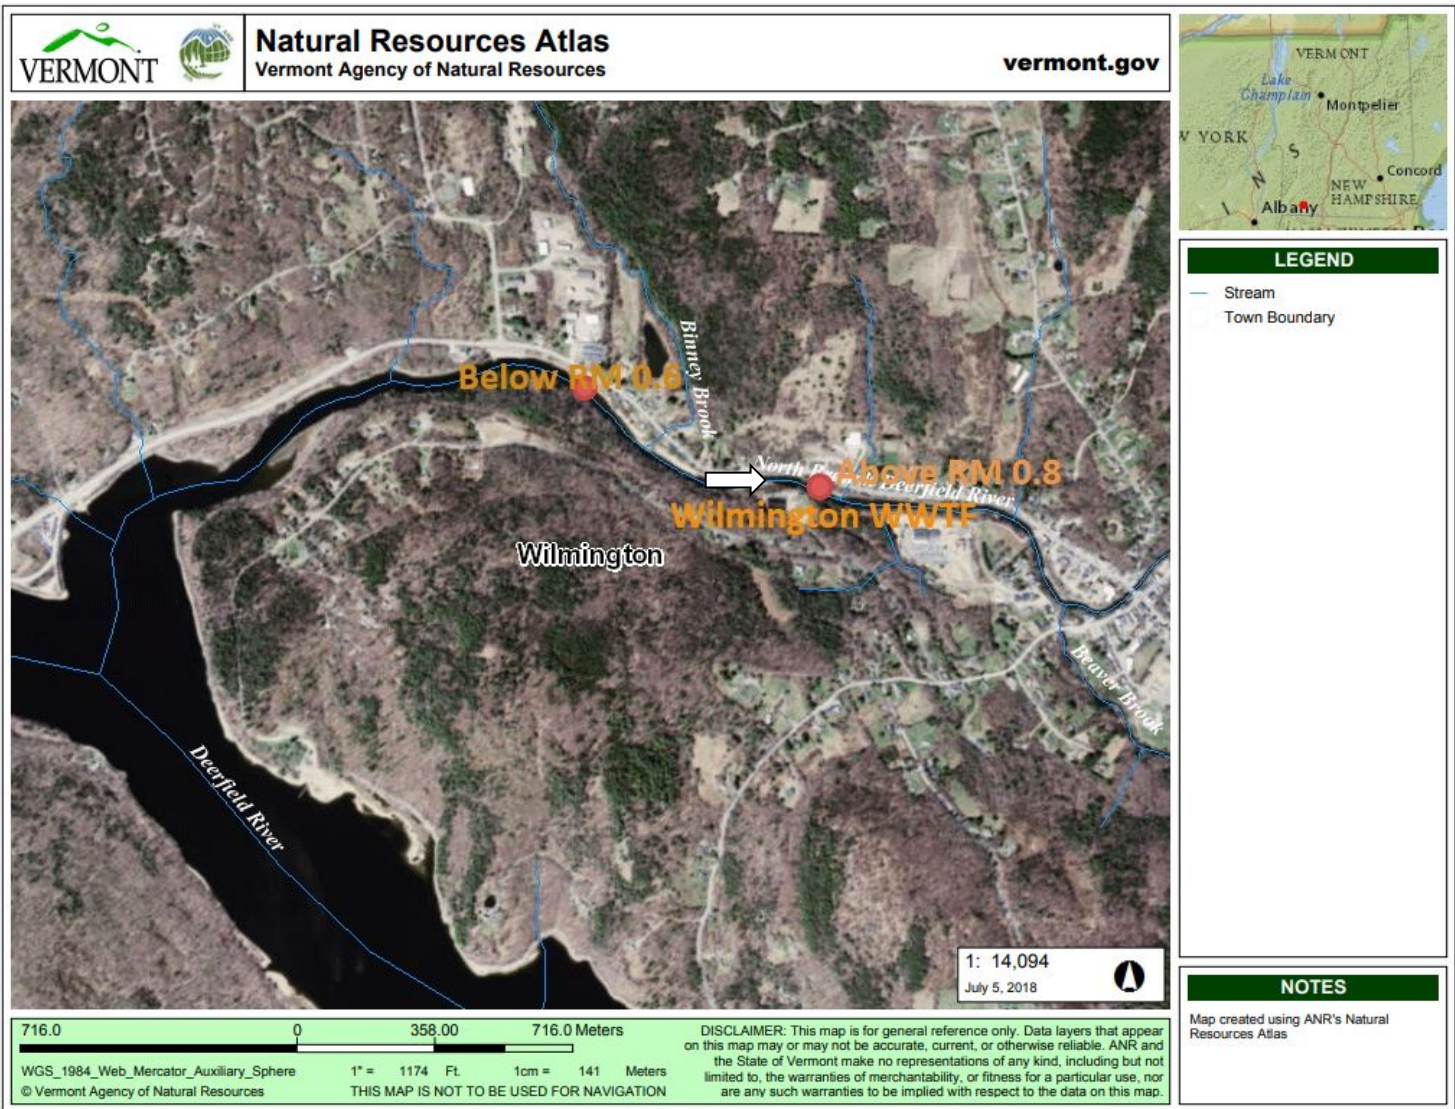 VERMONT
Natural Resources Atlas
Vermont Agency of Natural Resources
vermont.gov
VERMONT
Lake
Champlain
Montpelier
W YORK
S
Concord
N
NEW
HAMPSHIRE
I
Albany
LEGEND
Stream
Town Boundary
Binney Brook
Below RM 0.6
North
Deerfield River
Above RM 0.8
Wilmington WWTF
Wilmington
Beaver Brook
Deerfield River
1: 14,094
July 5, 2018
NOTES
Map created using ANR's Natural
Resources Atlas
716.0 0 358.00 716.0 Meters
WGS_1984_Web_Mercator_Auxiliary_Sphere 1" = 1174 Ft. 1cm = 141 Meters
© Vermont Agency of Natural Resources THIS MAP IS NOT TO BE USED FOR NAVIGATION
DISCLAIMER: This map is for general reference only. Data layers that appear
on this map may or may not be accurate, current, or otherwise reliable. ANR and
the State of Vermont make no representations of any kind, including but not
limited to, the warranties of merchantability, or fitness for a particular use, nor
are any such warranties to be implied with respect to the data on this map.